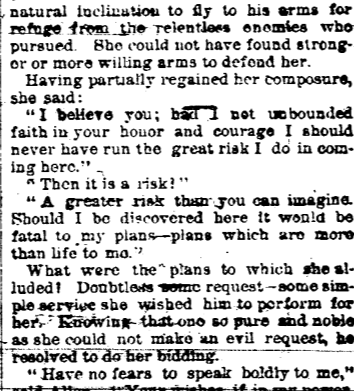 natural inclination to fly to his arms for
refuge from the relentless enemies who
pursued. She could not have found strong-
er or more willing arms to defend her.
Having partially regained her composure,
she said:
"I believe you; had I not unbounded
faith in your honor and courage I should
never have run the great risk I do in com-
ing here."
"Then it is a risk?"
"A greater risk than you can imagine.
Should I be discovered here it would be
fatal to my plans—plans which are more
than life to me."
What were the plans to which she al-
luded? Doubtless some request—some sim-
ple service she wished him to perform for
her. Knowing that one so pure and noble
as she could not make an evil request, he
resolved to do her bidding.
"Have no fears to speak boldly to me,"